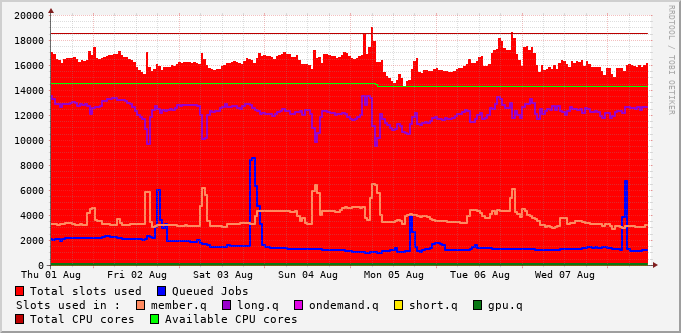 20000
18000
16000
14000
12000
10000
8000
6000
4000
2000
0
Thu 01 Aug Fri 02 Aug Sat 03 Aug Sun 04 Aug Mon 05 Aug Tue 06 Aug Wed 07 Aug
Total slots used Queued Jobs
Slots used in : member.q long.q ondemand.q short.q gpu.q
Total CPU cores Available CPU cores
RRDTOOL / TOBI OETIKER